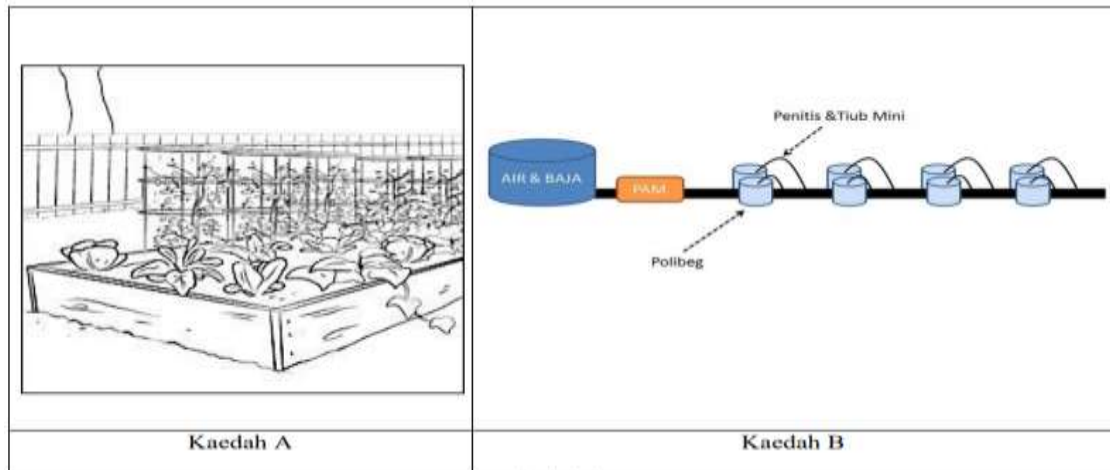 Penitis &Tiub Mini
AIR & BAJA
PAM
Polibeg
Kaedah A
Kaedah B